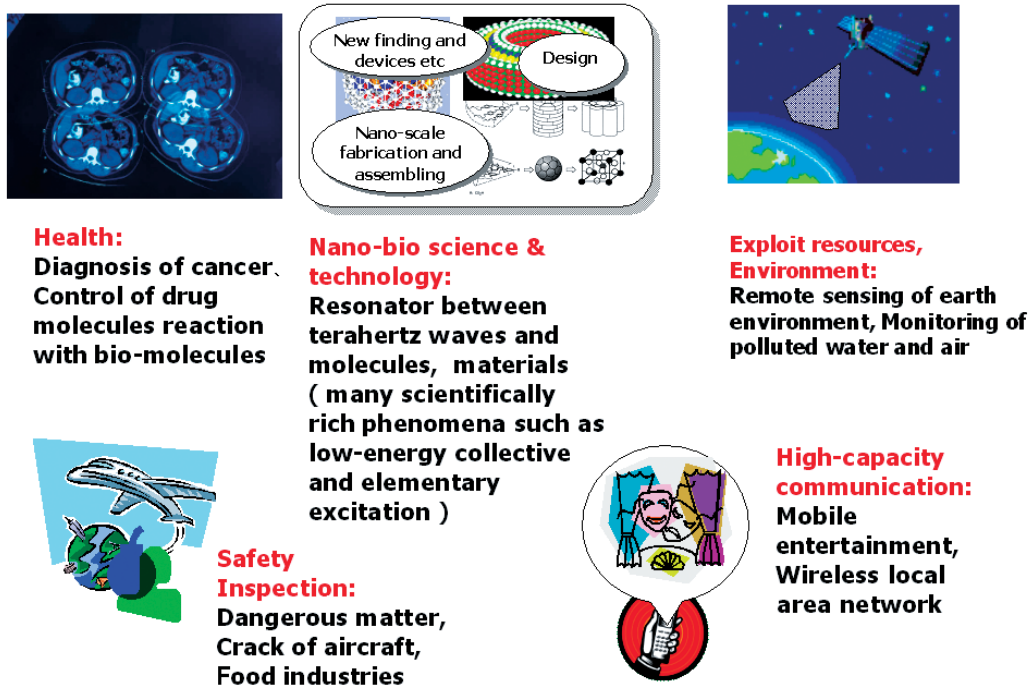 New finding and
devices etc
Design
Nano-scale
fabrication and
assembling
Health:
Diagnosis of cancer、
Control of drug
molecules reaction
with bio-molecules
Nano-bio science &
technology:
Resonator between
terahertz waves and
molecules, materials
( many scientifically
rich phenomena such as
low-energy collective
and elementary
excitation )
Exploit resources,
Environment:
Remote sensing of earth
environment, Monitoring of
polluted water and air
Safety
Inspection:
Dangerous matter,
Crack of aircraft,
Food industries
High-capacity
communication:
Mobile
entertainment,
Wireless local
area network